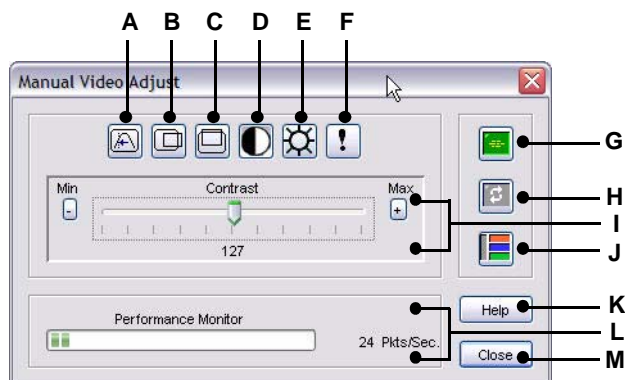 A B C D E F
Manual Video Adjust
G
Min Contrast Max
- +
H
I
127
J
Performance Monitor
Help K
L
24 Pkts/Sec.
Close M